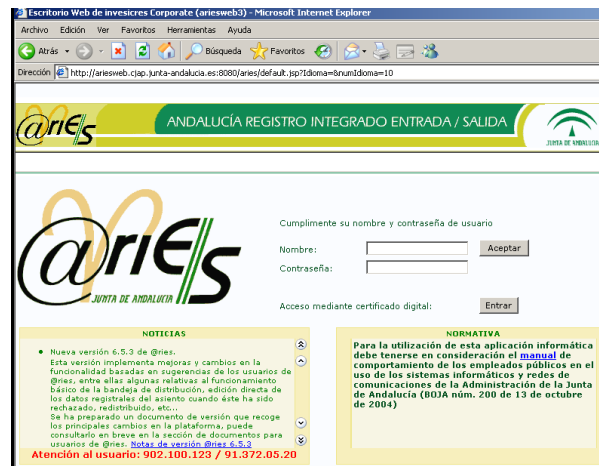 Escritorio Web de invesicres Corporate (ariesweb3) - Microsoft Internet Explorer
Archivo Edición Ver Favoritos Herramientas Ayuda
Atrás Búsqueda Favoritos
Dirección http://ariesweb.cjap.junta-andalucia.es:8080/aries/default.jsp?Idioma=&numIdioma=10
@riEs ANDALUCÍA REGISTRO INTEGRADO ENTRADA / SALIDA
JUNTA DE ANDALUCIA
@riEs
JUNTA DE ANDALUCIA
Cumplimente su nombre y contraseña de usuario
Nombre: Aceptar
Contraseña:
Acceso mediante certificado digital: Entrar
NOTICIAS
Nueva versión 6.5.3 de @ries.
Esta versión implementa mejoras y cambios en la
funcionalidad basadas en sugerencias de los usuarios de
@ries, entre ellas algunas relativas al funcionamiento
básico de la bandeja de distribución, edición directa de
los datos registrales del asiento cuando éste ha sido
rechazado, redistribuido, etc...
Se ha preparado un documento de versión que recoge
los principales cambios en la plataforma, puede
consultarlo en breve en la sección de documentos para
usuarios de @ries. Notas de versión @ries 6.5.3
Atención al usuario: 902.100.123 / 91.372.05.20
NORMATIVA
Para la utilización de esta aplicación informática
debe tenerse en consideración el manual de
comportamiento de los empleados públicos en el
uso de los sistemas informáticos y redes de
comunicaciones de la Administración de la Junta
de Andalucía (BOJA núm. 200 de 13 de octubre
de 2004)